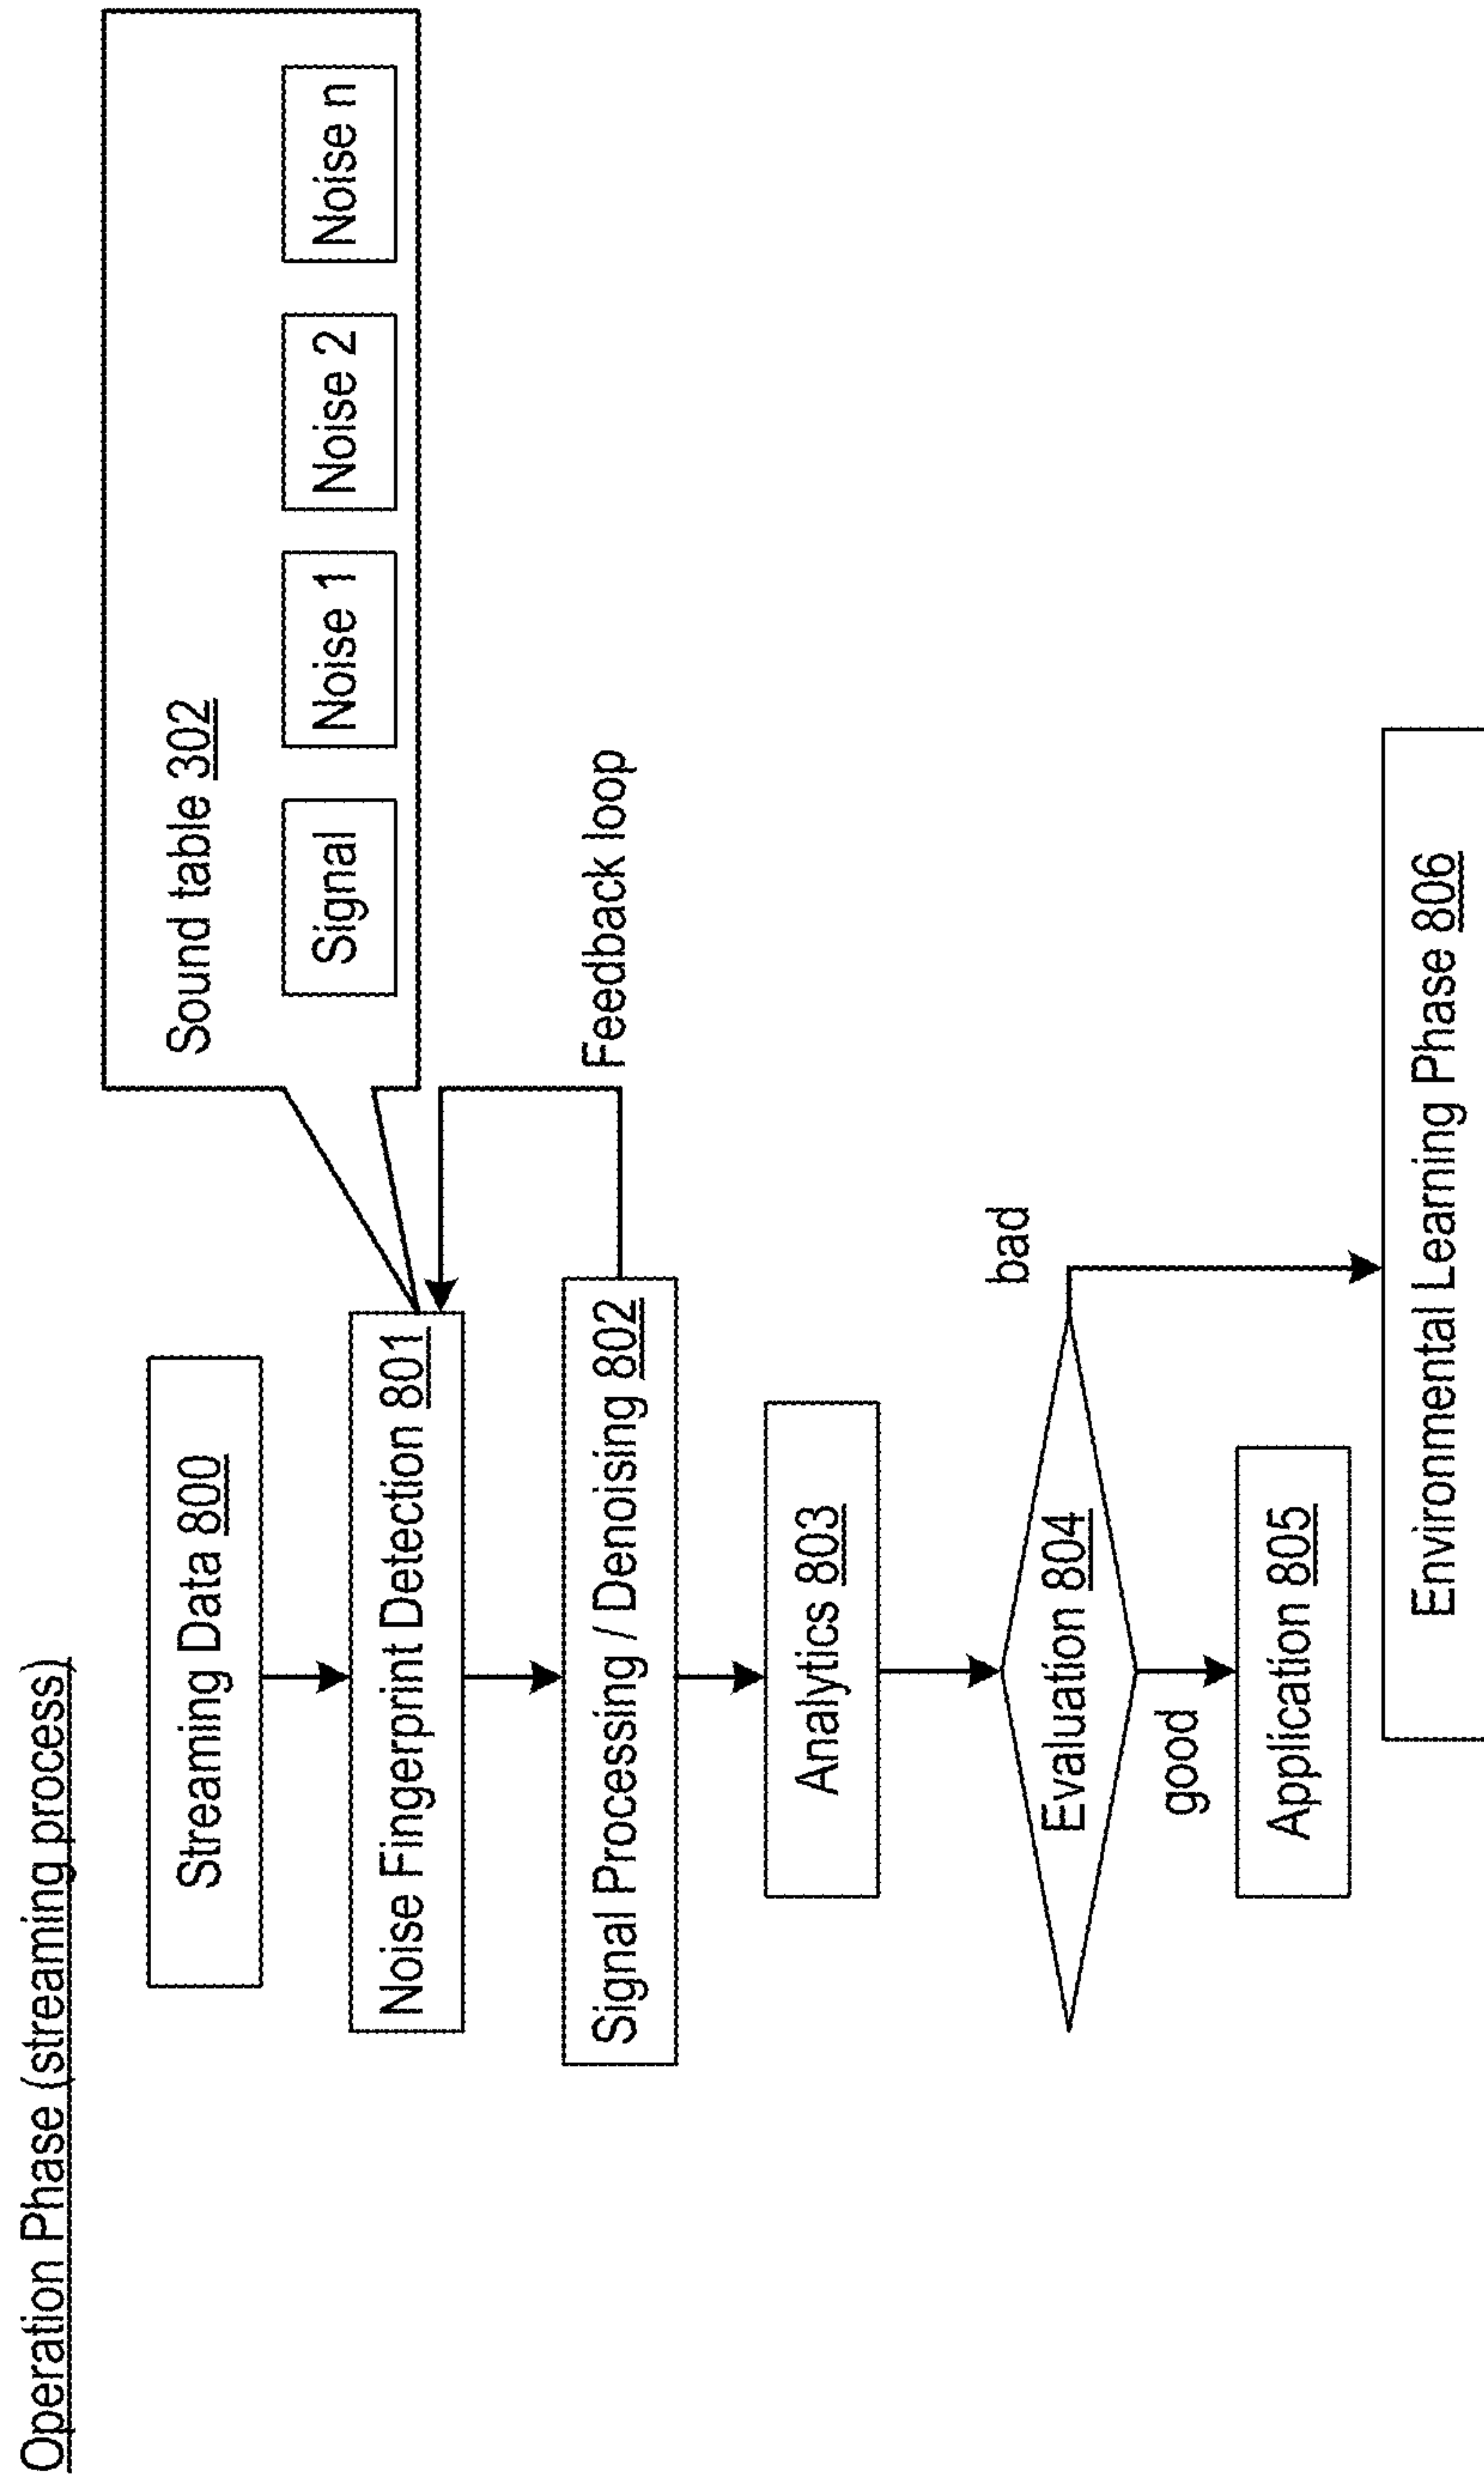 Operation Phase (streaming process)
Sound table 302
Signal
Noise 1
Noise 2
Noise n
Streaming Data 800
Noise Fingerprint Detection 801
Feedback loop
Signal Processing / Denoising 802
Analytics 803
Evaluation 804
bad
good
Application 805
Environmental Learning Phase 806